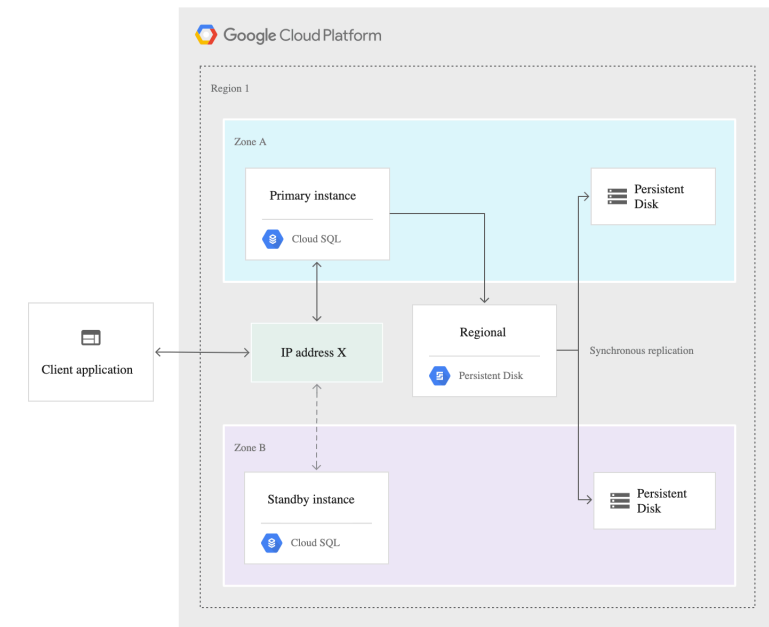 Google Cloud Platform
Region 1
Zone A
Primary instance
Cloud SQL
Persistent
Disk
Client application
IP address X
Regional
Persistent Disk
Synchronous replication
Zone B
Standby instance
Cloud SQL
Persistent
Disk